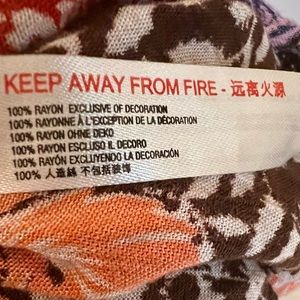 KEEP AWAY FROM FIRE - 远离火源
100% RAYON EXCLUSIVE OF DECORATION
100% RAYONNE À L'EXCEPTION DE LA DÉCORATION
100% RAYON OHNE DEKO
100% RAYON ESCLUSO IL DECORO
100% RAYÓN EXCLUYENDO LA DECORACIÓN
100% 人造絲 不包括裝飾